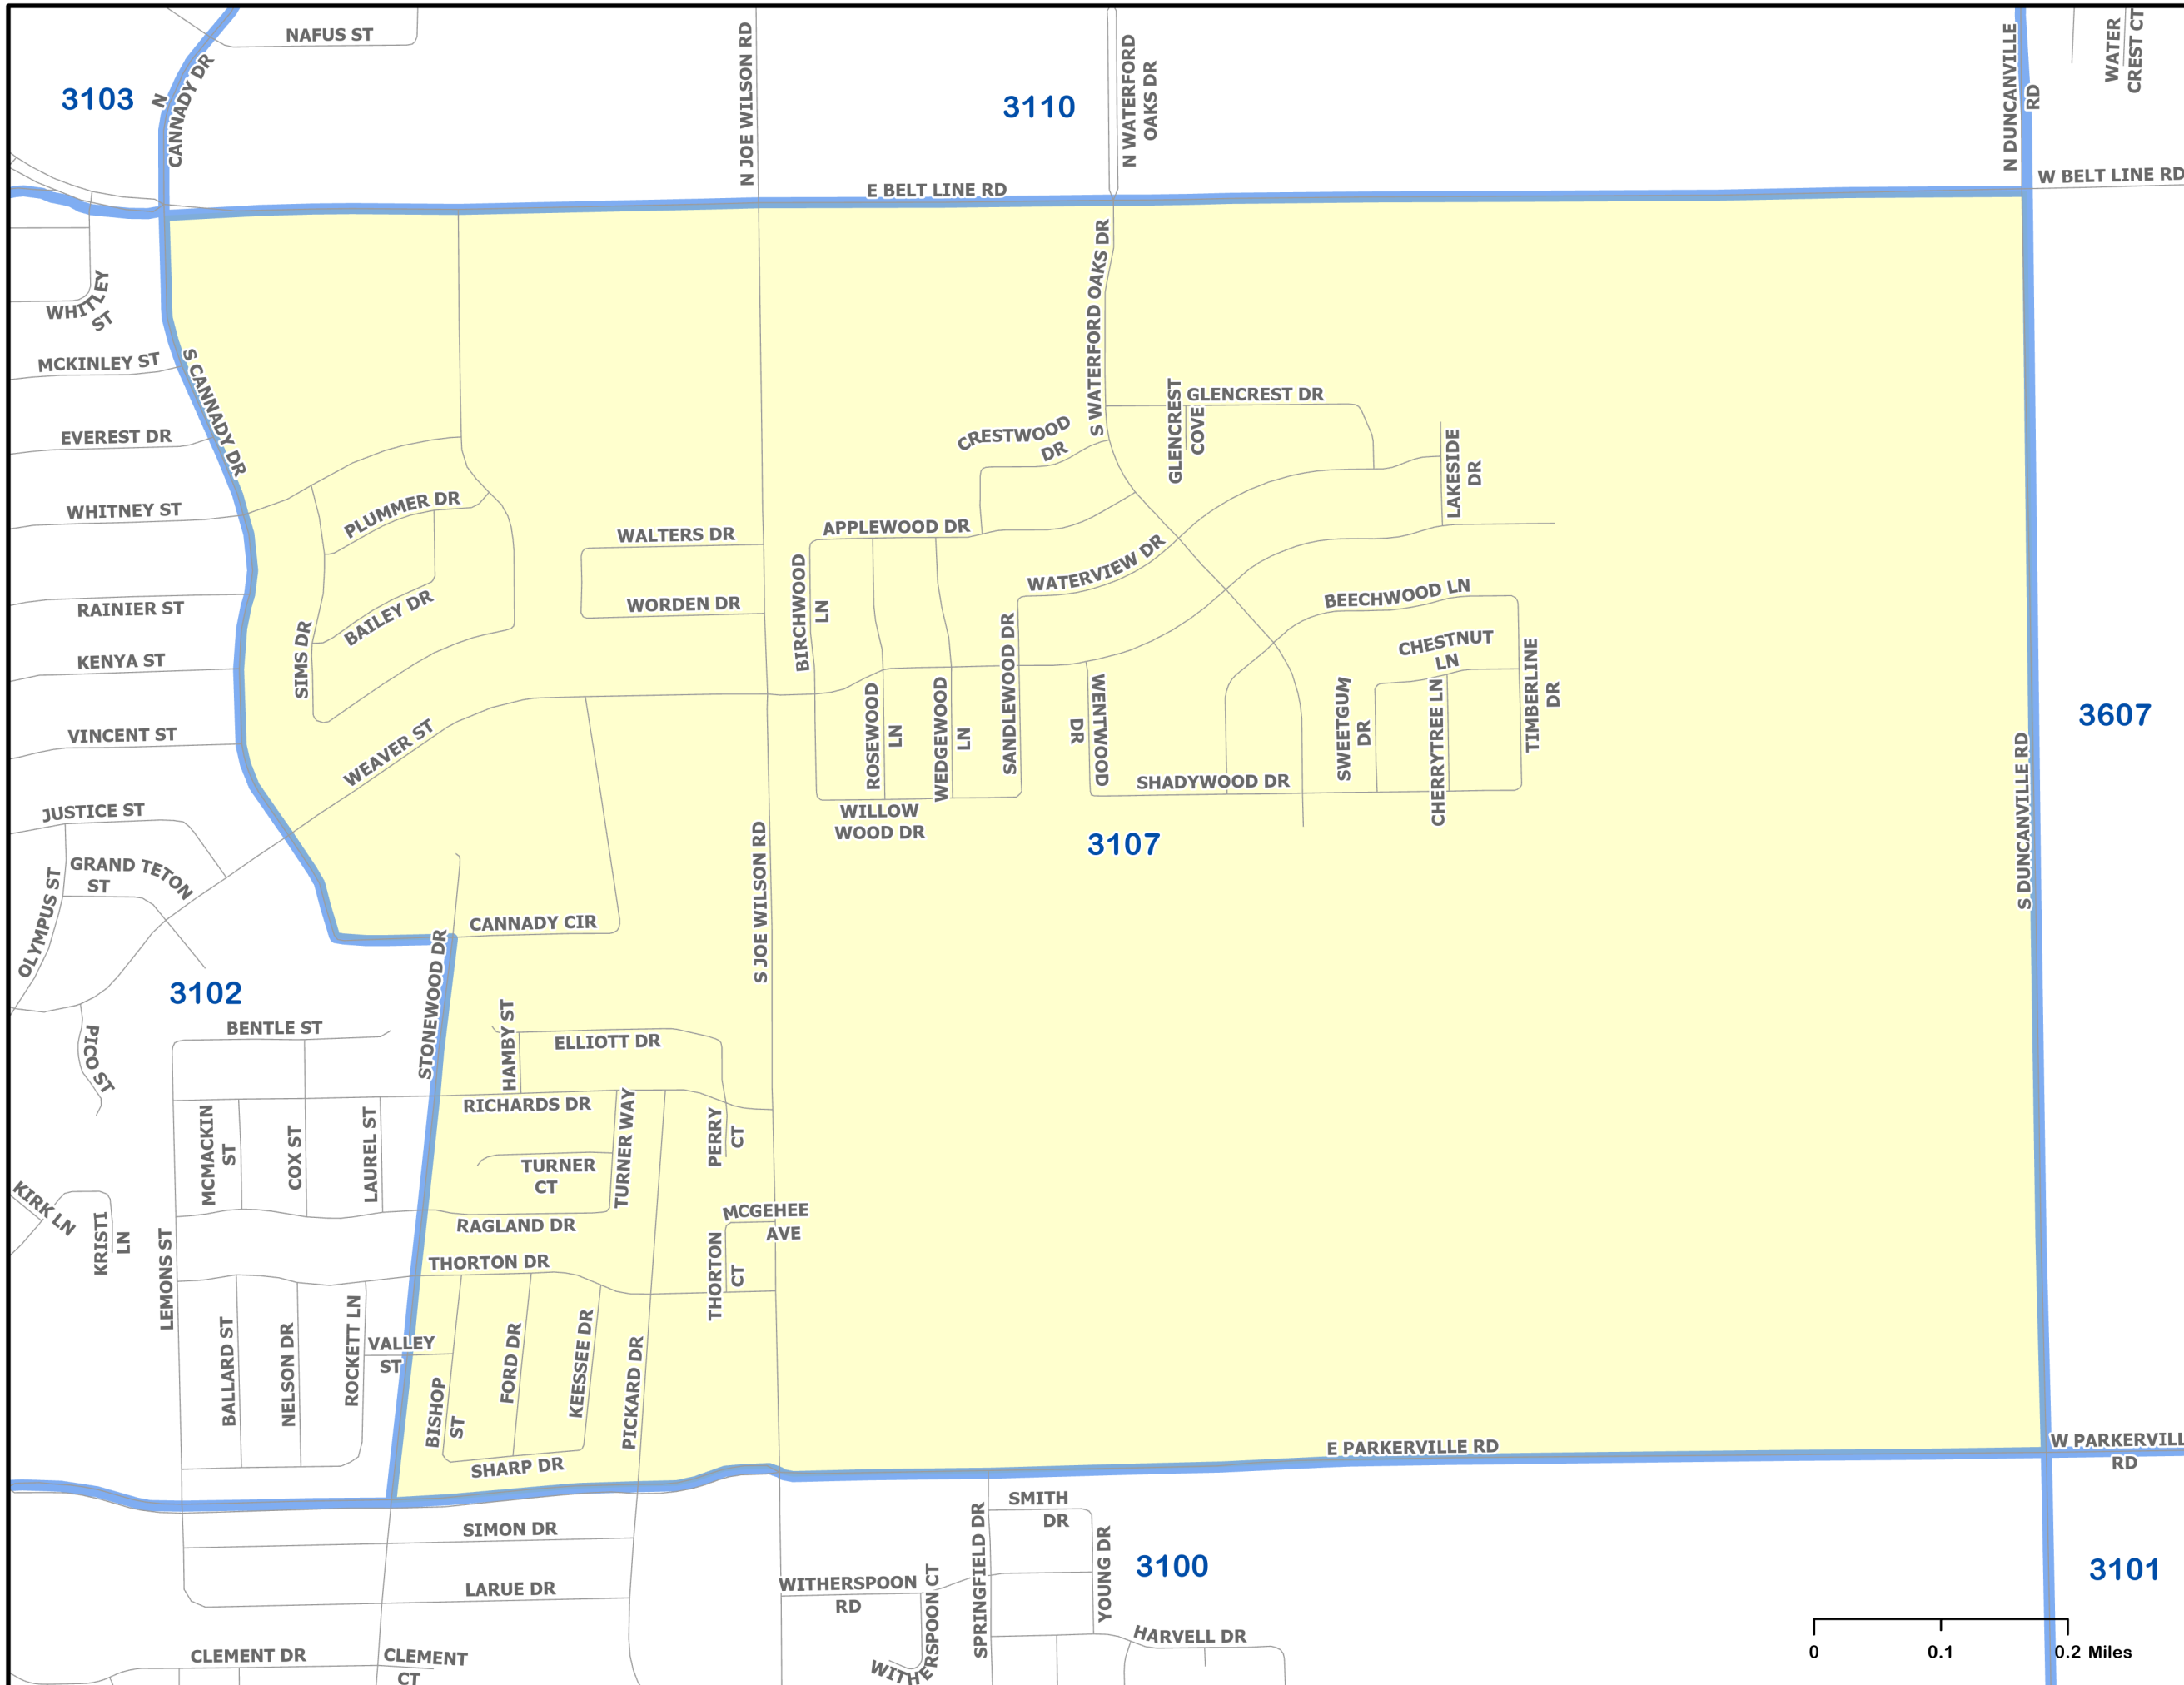 NAFUS ST
N
CANNADY DR
3103
N JOE WILSON RD
3110
N WATERFORD
OAKS DR
N DUNCANVILLE
RD
WATER
CREST CT
W BELT LINE RD
E BELT LINE RD
WHITLEY
ST
MCKINLEY ST
S CANNADY DR
EVEREST DR
WHITNEY ST
RAINIER ST
KENYA ST
VINCENT ST
JUSTICE ST
GRAND TETON
ST
OLYMPUS ST
3102
PICO ST
S WATERFORD OAKS DR
GLENCREST DR
GLENCREST
COVE
CRESTWOOD
DR
LAKESIDE
DR
PLUMMER DR
BAILEY DR
SIMS DR
WALTERS DR
WORDEN DR
APPLEWOOD DR
BIRCHWOOD
LN
WATERVIEW DR
BEECHWOOD LN
CHESTNUT
LN
TIMBERLINE
DR
SWEETGUM
DR
CHERRYTREE LN
ROSEWOOD
LN
WEDGEWOOD
LN
SANDLEWOOD DR
WENTWOOD
DR
SHADYWOOD DR
WILLOW
WOOD DR
WEAVER ST
3107
3607
S DUNCANVILLE RD
S JOE WILSON RD
CANNADY CIR
STONEWOOD DR
BENTLE ST
HAMBY ST
ELLIOTT DR
RICHARDS DR
MCMACKIN
ST
COX ST
LAUREL ST
TURNER WAY
TURNER
CT
PERRY
CT
RAGLAND DR
MCGEHEE
AVE
KIRK LN
KRISTI
LN
LEMONS ST
THORTON DR
THORTON
CT
BALLARD ST
NELSON DR
ROCKETT LN
VALLEY
ST
BISHOP
ST
FORD DR
KEESSEE DR
PICKARD DR
SHARP DR
E PARKERVILLE RD
W PARKERVILL
RD
SIMON DR
LARUE DR
CLEMENT DR
CLEMENT
CT
SMITH
DR
SPRINGFIELD DR
YOUNG DR
WITHERSPOON
RD
WITHERSPOON CT
HARVELL DR
3100
3101
0 0.1 0.2 Miles